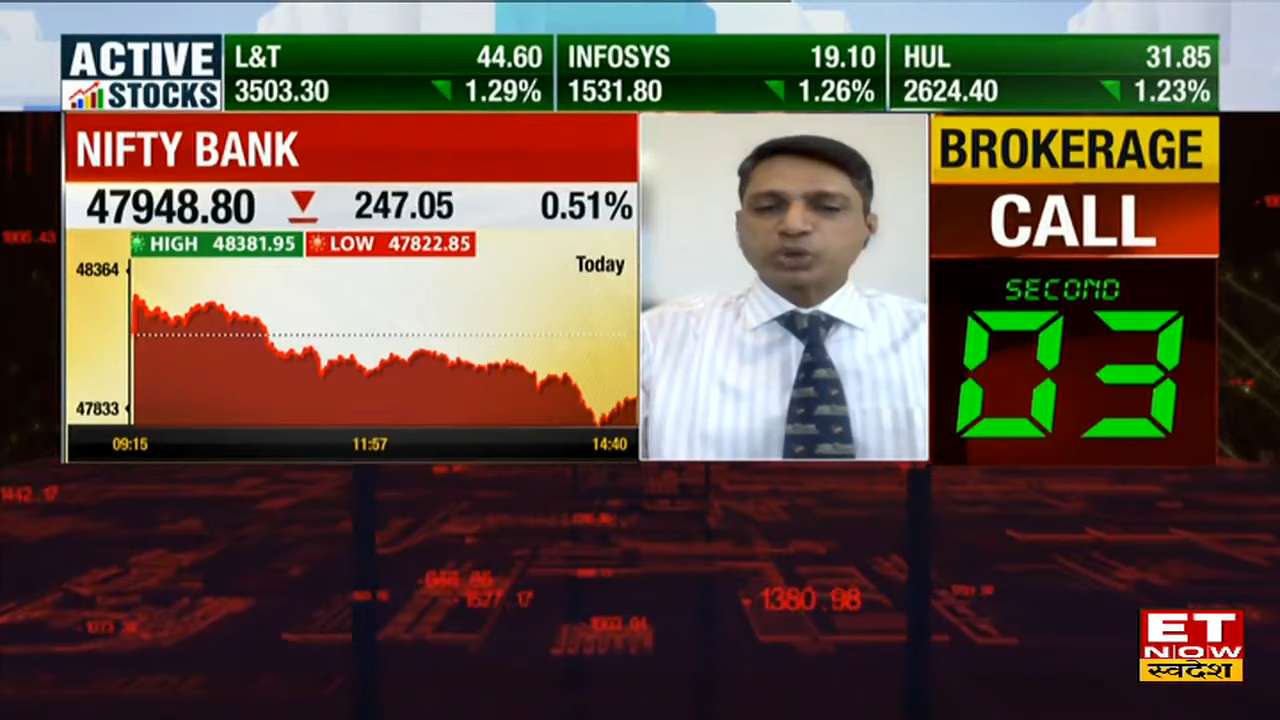 ACTIVE
STOCKS
L&T 44.60
3503.30 1.29%
INFOSYS 19.10
1531.80 1.26%
HUL 31.85
2624.40 1.23%
NIFTY BANK
47948.80 247.05 0.51%
HIGH 48381.95 LOW 47822.85
Today
48364
47833
09:15 11:57 14:40
BROKERAGE
CALL
SECOND
03
- 1380.98
ET
NOW
स्वदेश